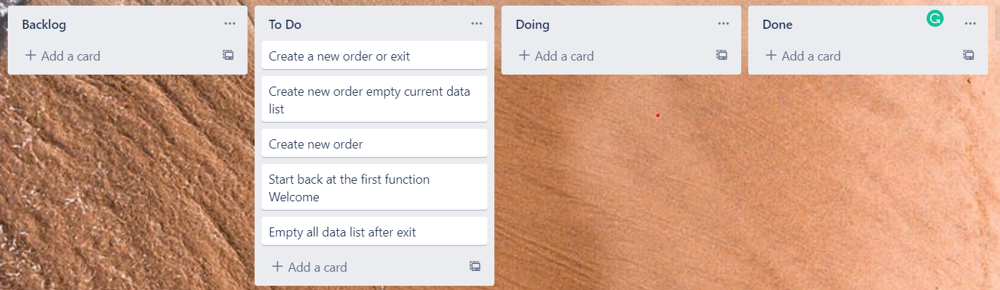 Backlog
Add a card
To Do
Create a new order or exit
Create new order empty current data
list
Create new order
Start back at the first function
Welcome
Empty all data list after exit
Add a card
Doing
Add a card
Done
Add a card